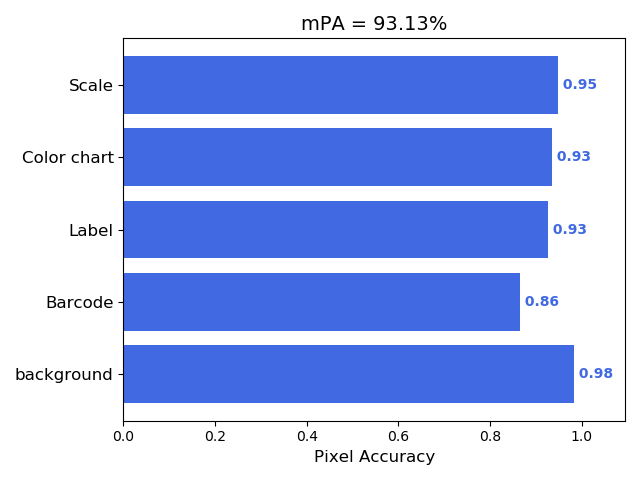 mPA = 93.13%
Scale 0.95
Color chart 0.93
Label 0.93
Barcode 0.86
background 0.98
0.0 0.2 0.4 0.6 0.8 1.0
Pixel Accuracy